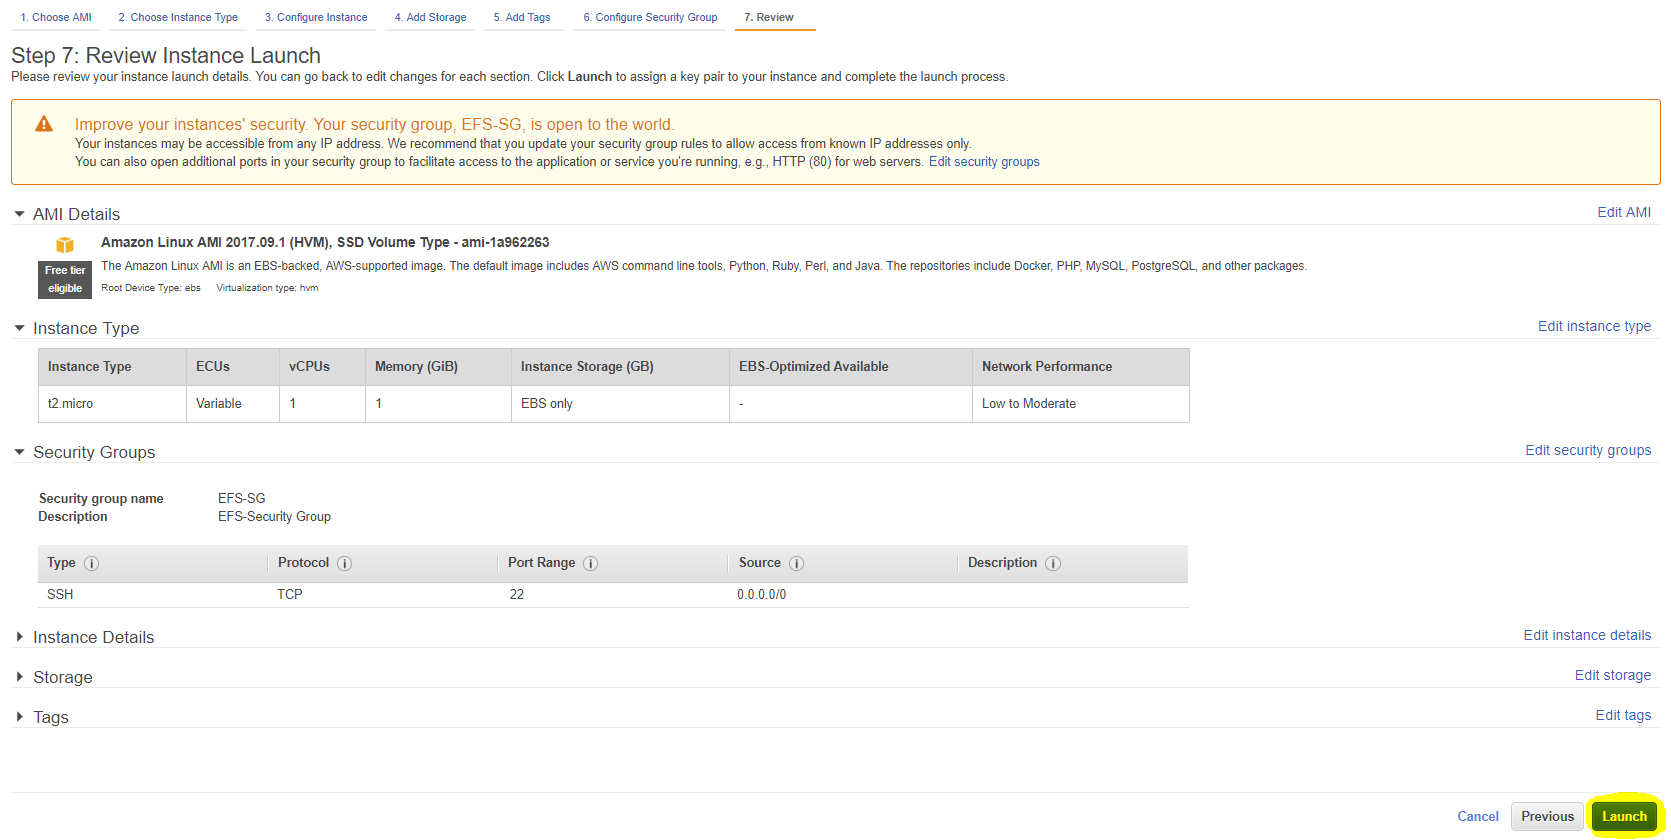 1. Choose AMI 2. Choose Instance Type 3. Configure Instance 4. Add Storage 5. Add Tags 6. Configure Security Group 7. Review
Step 7: Review Instance Launch
Please review your instance launch details. You can go back to edit changes for each section. Click Launch to assign a key pair to your instance and complete the launch process.
Improve your instances' security. Your security group, EFS-SG, is open to the world.
Your instances may be accessible from any IP address. We recommend that you update your security group rules to allow access from known IP addresses only.
You can also open additional ports in your security group to facilitate access to the application or service you're running, e.g., HTTP (80) for web servers. Edit security groups
AMI Details Edit AMI
Amazon Linux AMI 2017.09.1 (HVM), SSD Volume Type - ami-1a962263
Free tier eligible
The Amazon Linux AMI is an EBS-backed, AWS-supported image. The default image includes AWS command line tools, Python, Ruby, Perl, and Java. The repositories include Docker, PHP, MySQL, PostgreSQL, and other packages.
Root Device Type: ebs Virtualization type: hvm
Instance Type Edit instance type
Instance Type ECUs vCPUs Memory (GiB) Instance Storage (GB) EBS-Optimized Available Network Performance
t2.micro Variable 1 1 EBS only - Low to Moderate
Security Groups Edit security groups
Security group name EFS-SG
Description EFS-Security Group
Type Protocol Port Range Source Description
SSH TCP 22 0.0.0.0/0
Instance Details Edit instance details
Storage Edit storage
Tags Edit tags
Cancel Previous Launch